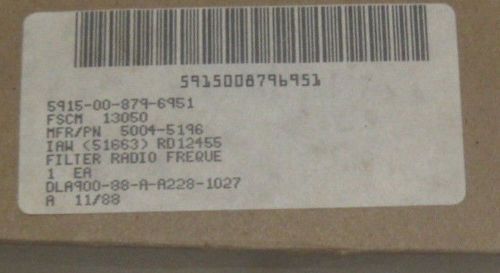 5915008796951
5915-00-879-6951
FSCM 13050
MFR/PN 5004-5196
IAW (51663) RD12455
FILTER RADIO FREQUE
1 EA
DLA900-88-A-A228-1027
A 11/88